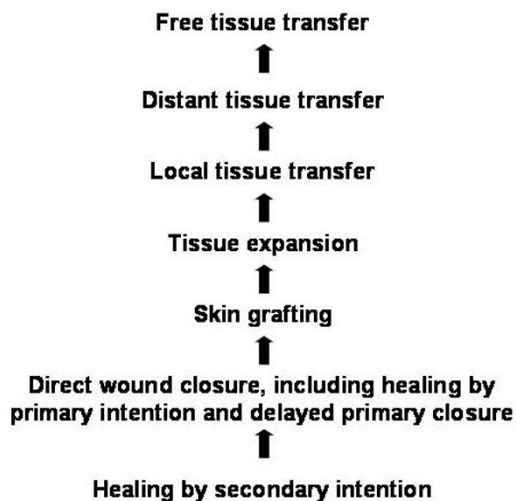 Free tissue transfer
Distant tissue transfer
Local tissue transfer
Tissue expansion
Skin grafting
Direct wound closure, including healing by
primary intention and delayed primary closure
Healing by secondary intention